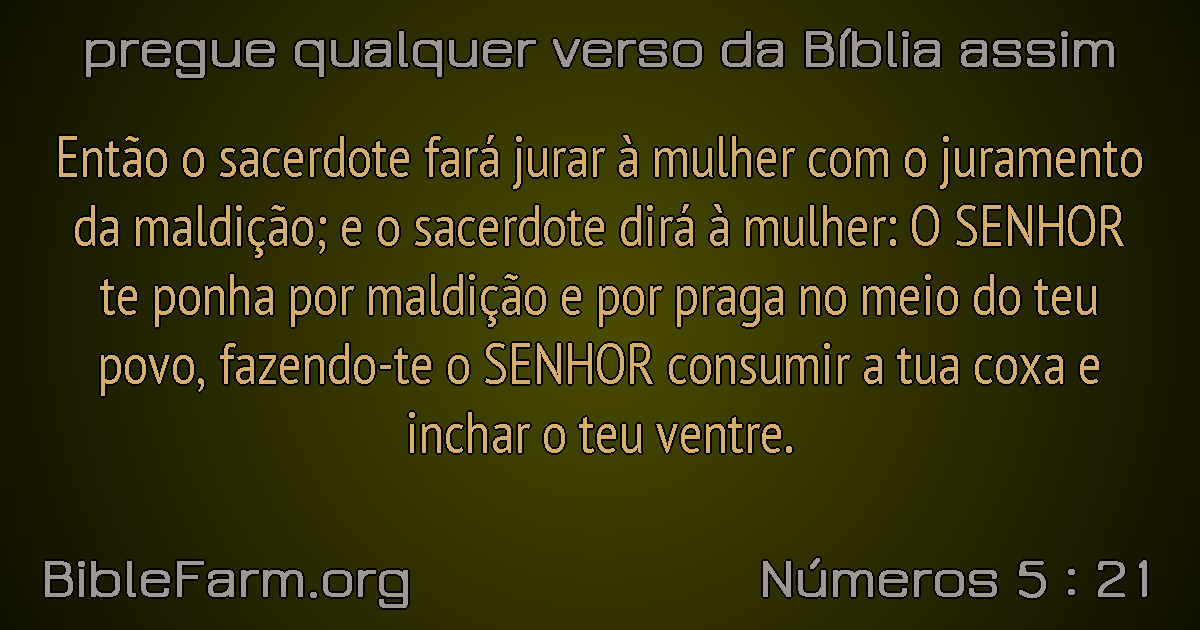 pregue qualquer verso da Bíblia assim
Então o sacerdote fará jurar à mulher com o juramento
da maldição; e o sacerdote dirá à mulher: O SENHOR
te ponha por maldição e por praga no meio do teu
povo, fazendo-te o SENHOR consumir a tua coxa e
inchar o teu ventre.
BibleFarm.org
Números 5 : 21